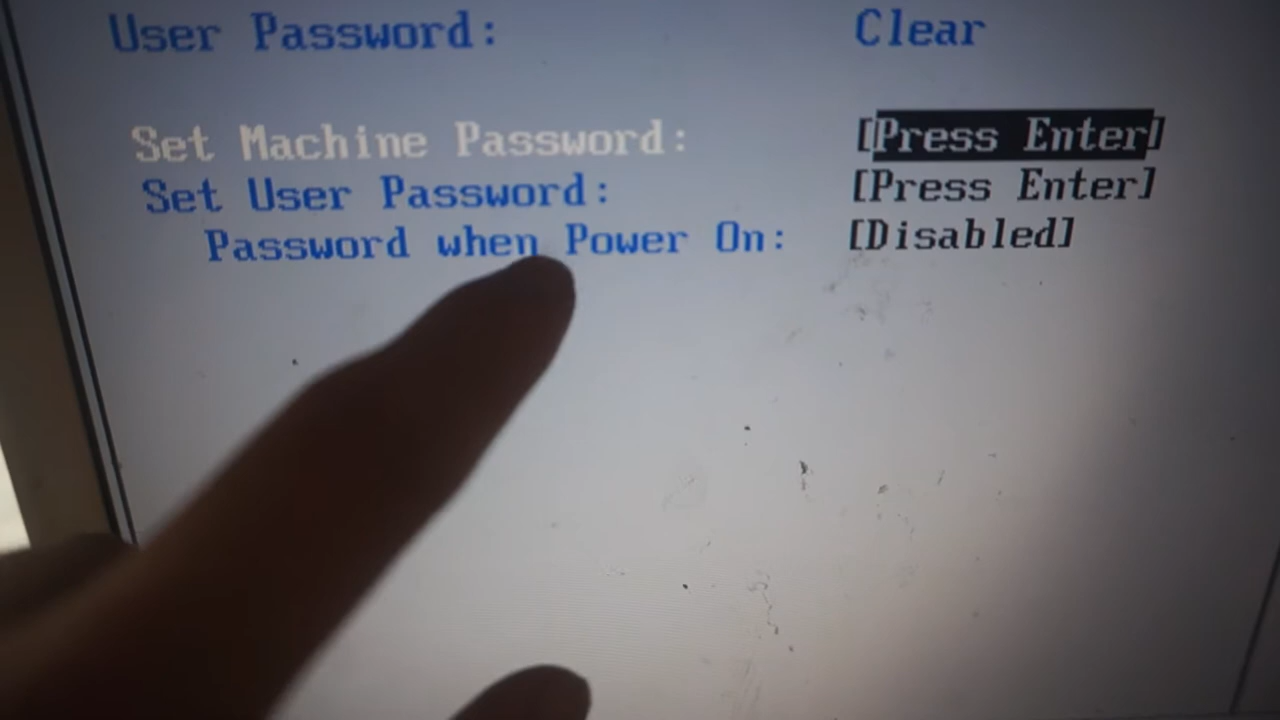 User Password: Clear
Set Machine Password: [Press Enter]
Set User Password: [Press Enter]
Password when Power On: [Disabled]